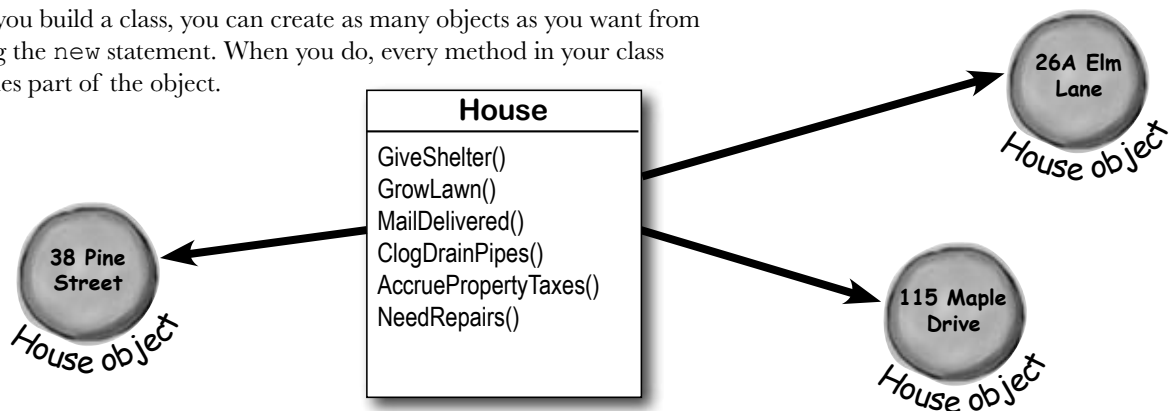 you build a class, you can create as many objects as you want from
the new statement. When you do, every method in your class
part of the object.
House
GiveShelter()
GrowLawn()
MailDelivered()
ClogDrainPipes()
AccruePropertyTaxes()
NeedRepairs()
26A Elm
Lane
House object
38 Pine
Street
House object
115 Maple
Drive
House object